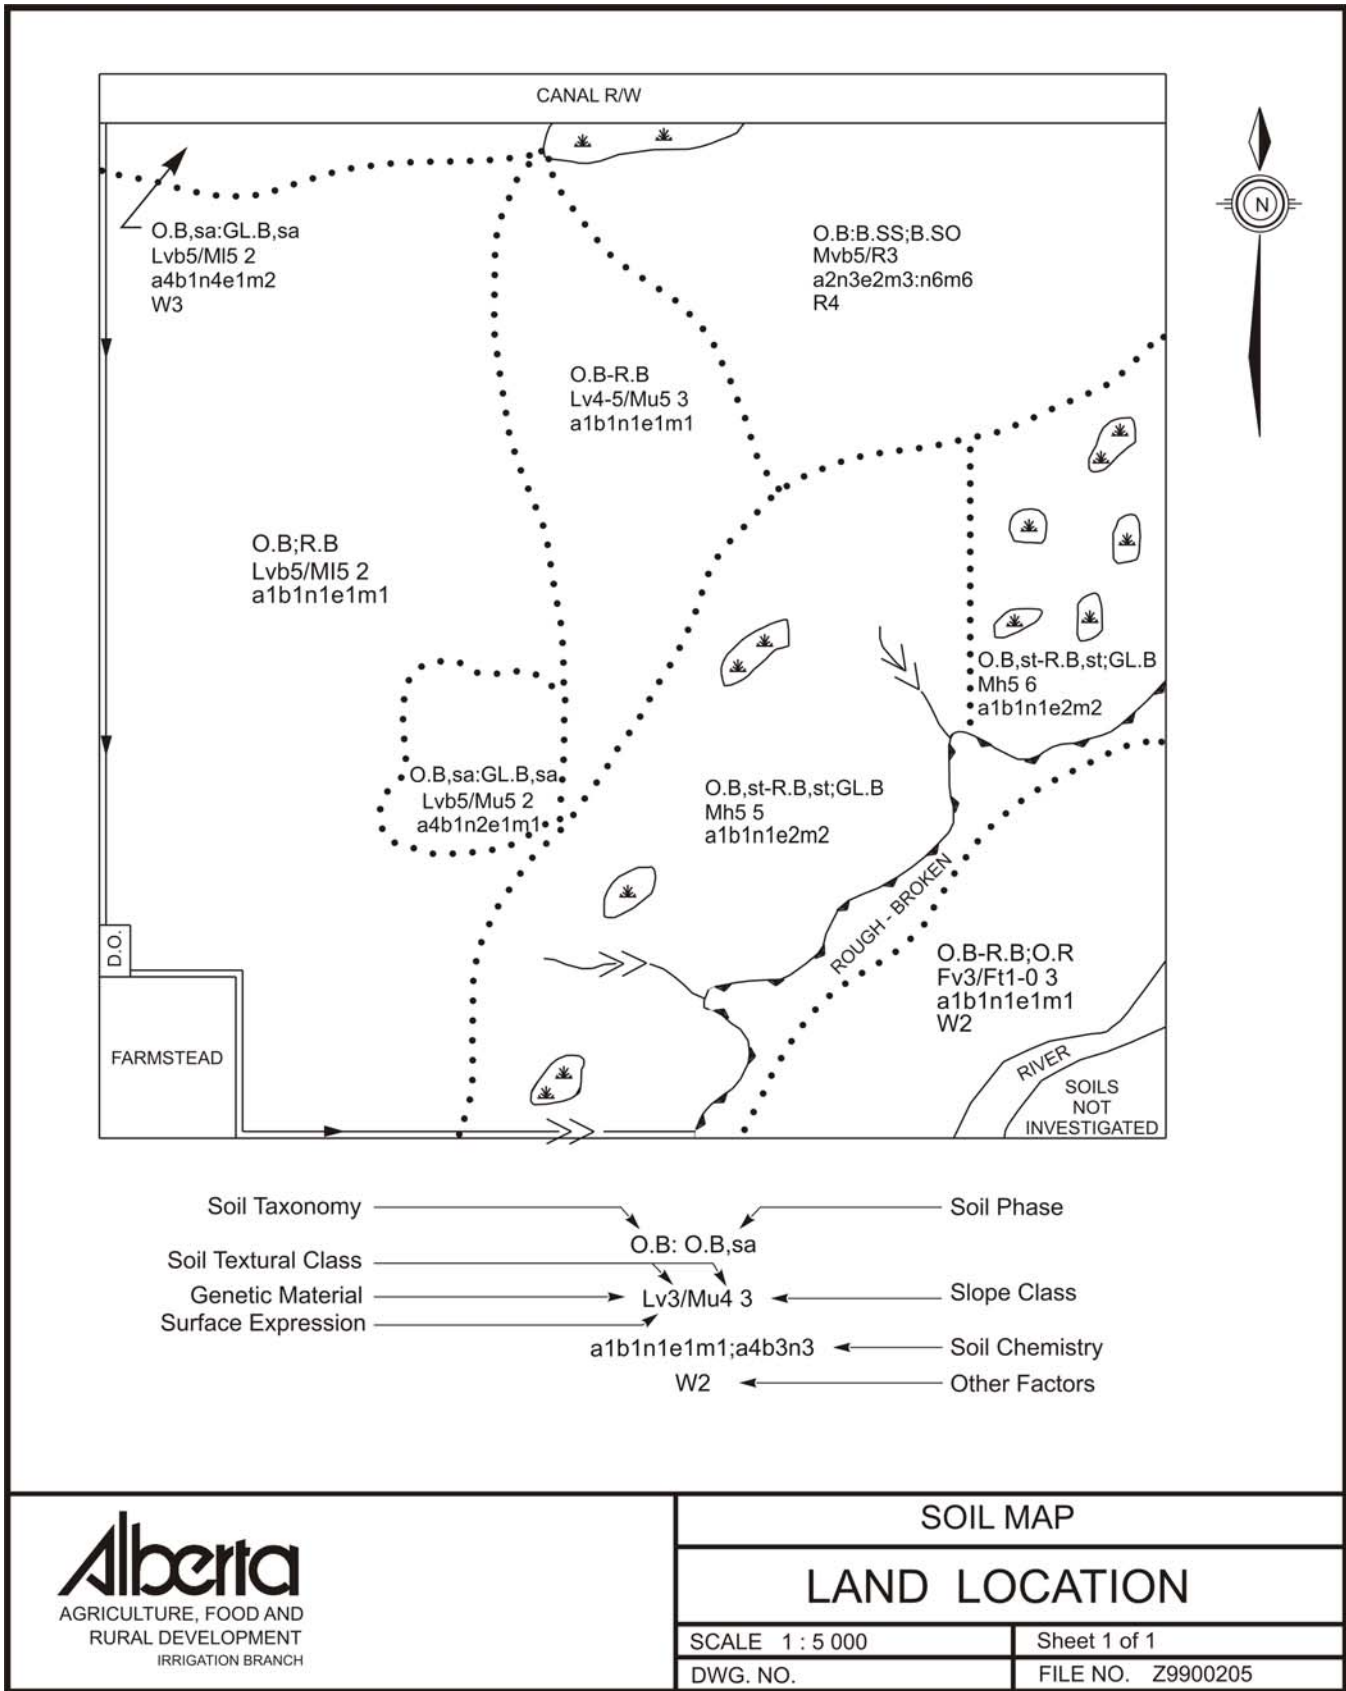 CANAL R/W
N
O.B,sa:GL.B,sa
Lvb5/Ml5 2
a4b1n4e1m2
W3
O.B:B.SS;B.SO
Mvb5/R3
a2n3e2m3:n6m6
R4
O.B-R.B
Lv4-5/Mu5 3
a1b1n1e1m1
O.B;R.B
Lvb5/Ml5 2
a1b1n1e1m1
O.B,st-R.B,st;GL.B
Mh5 6
a1b1n1e2m2
O.B,sa:GL.B,sa
Lvb5/Mu5 2
a4b1n2e1m1
O.B,st-R.B,st;GL.B
Mh5 5
a1b1n1e2m2
ROUGH - BROKEN
D.O.
O.B-R.B;O.R
Fv3/Ft1-0 3
a1b1n1e1m1
W2
FARMSTEAD
RIVER
SOILS
NOT
INVESTIGATED
Soil Taxonomy
Soil Phase
O.B: O.B,sa
Soil Textural Class
Genetic Material
Lv3/Mu4 3
Slope Class
Surface Expression
a1b1n1e1m1;a4b3n3
Soil Chemistry
W2
Other Factors
Alberta
AGRICULTURE, FOOD AND
RURAL DEVELOPMENT
IRRIGATION BRANCH
SOIL MAP
LAND LOCATION
SCALE 1 : 5 000
Sheet 1 of 1
DWG. NO.
FILE NO. Z9900205